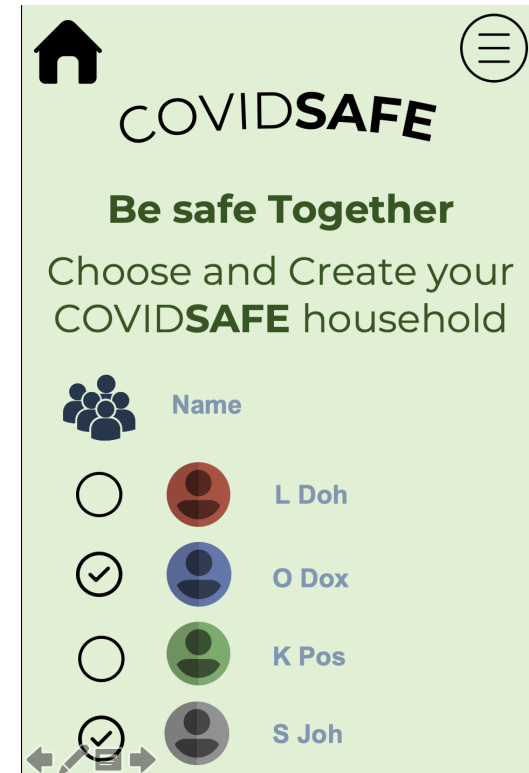 COVIDSAFE
Be safe Together
Choose and Create your
COVIDSAFE household
Name
L Doh
O Dox
K Pos
S Joh